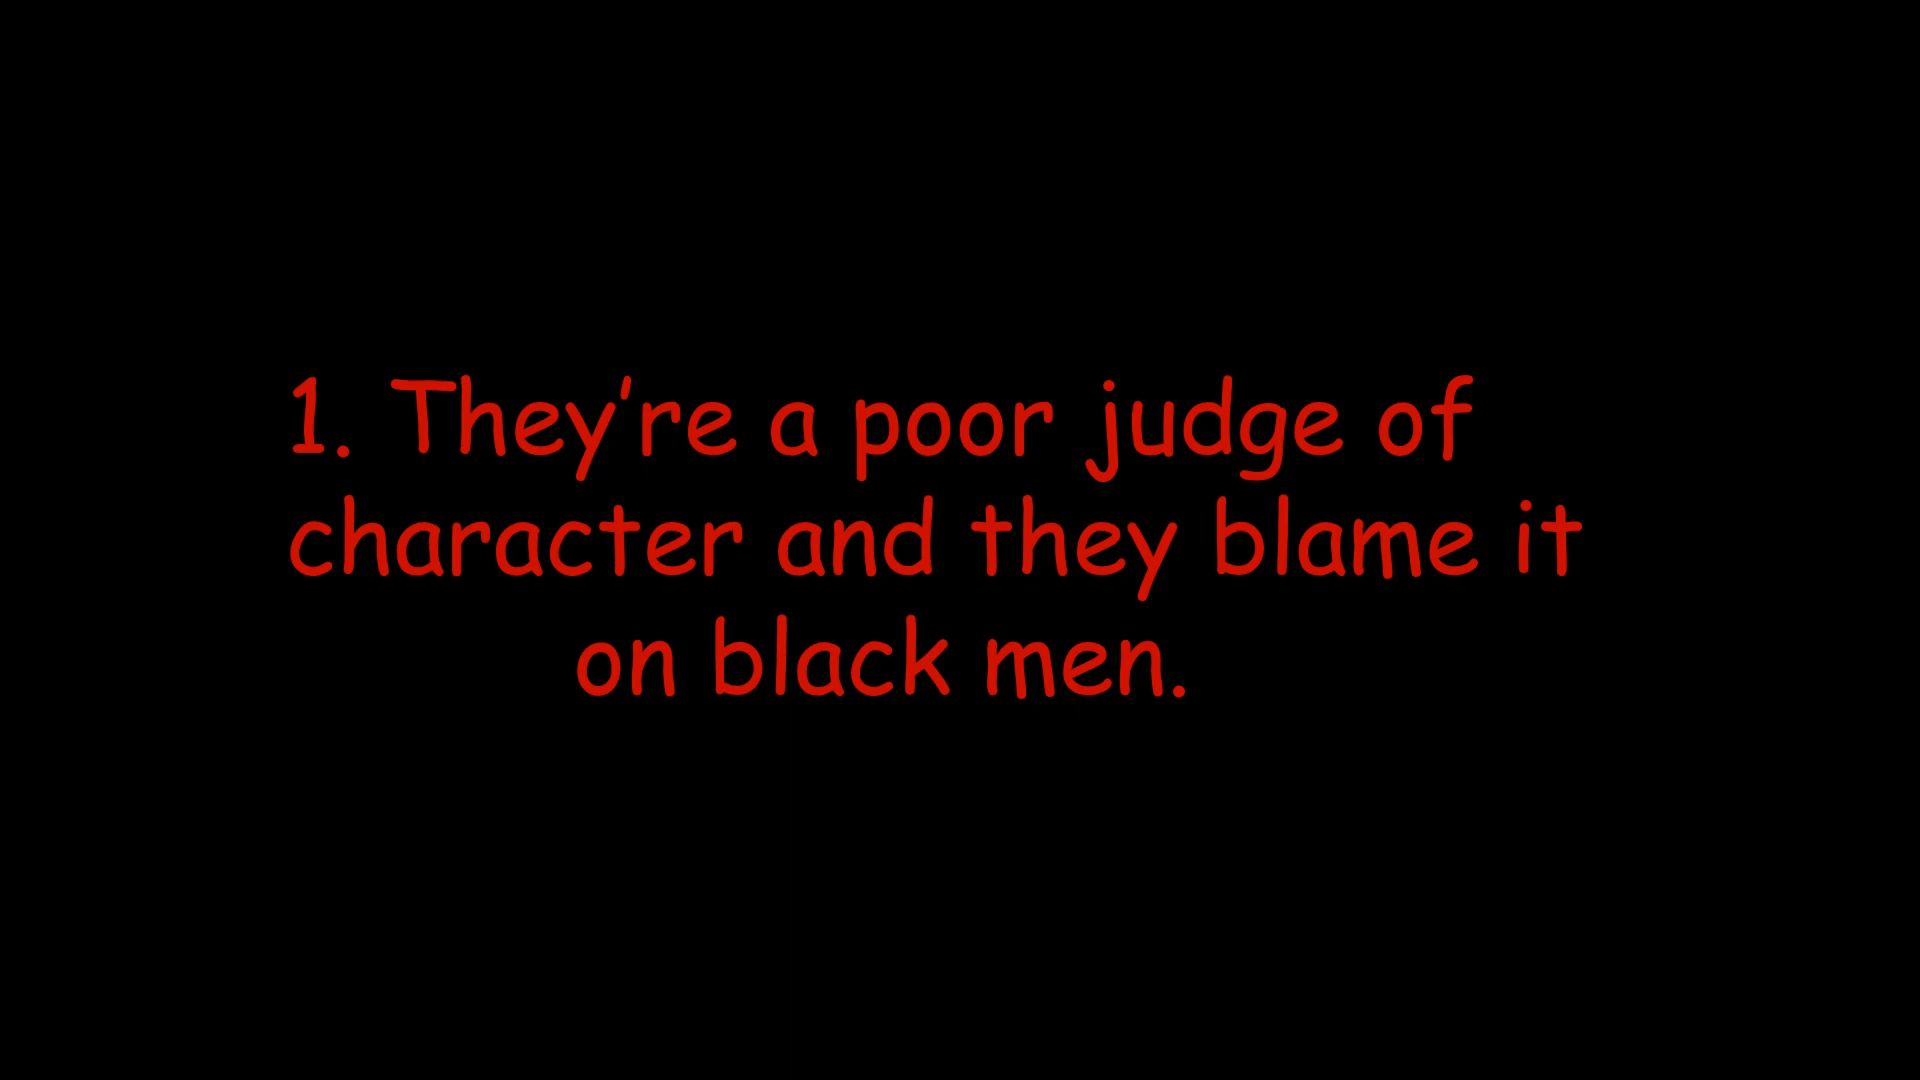 1. They're a poor judge of
character and they blame it
on black men.